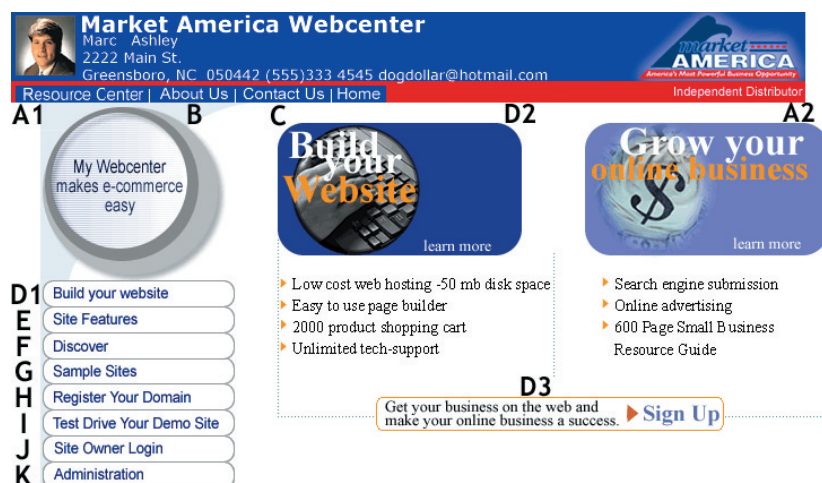 Market America Webcenter
Marc Ashley
2222 Main St.
Greensboro, NC 050442 (555)333 4545 dogdollar@hotmail.com
market
AMERICA
America's Most Powerful Business Opportunity
Resource Center | About Us | Contact Us | Home
Independent Distributor
A1
B
C
D2
A2
My Webcenter
makes e-commerce
easy
Build
your
Website
learn more
Grow your
online business
$
learn more
Low cost web hosting -50 mb disk space
Easy to use page builder
2000 product shopping cart
Unlimited tech-support
Search engine submission
Online advertising
600 Page Small Business
Resource Guide
D1 Build your website
E Site Features
F Discover
G Sample Sites
H Register Your Domain
I Test Drive Your Demo Site
J Site Owner Login
K Administration
D3
Get your business on the web and
make your online business a success.
Sign Up